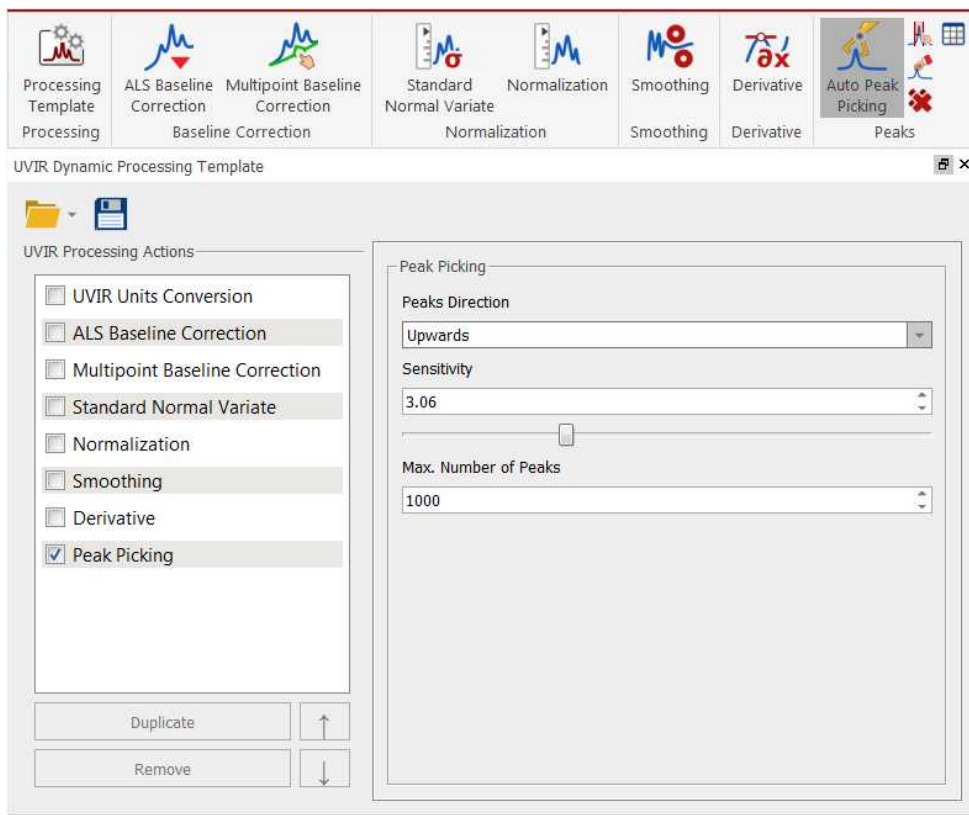 Processing
Template
ALS Baseline
Correction
Multipoint Baseline
Correction
Standard
Normal Variate
Normalization
Smoothing
Derivative
Auto Peak
Picking
Processing
Baseline Correction
Normalization
Smoothing
Derivative
Peaks
UVIR Dynamic Processing Template
UVIR Processing Actions
UVIR Units Conversion
ALS Baseline Correction
Multipoint Baseline Correction
Standard Normal Variate
Normalization
Smoothing
Derivative
Peak Picking
Duplicate
Remove
Peak Picking
Peaks Direction
Upwards
Sensitivity
3.06
Max. Number of Peaks
1000